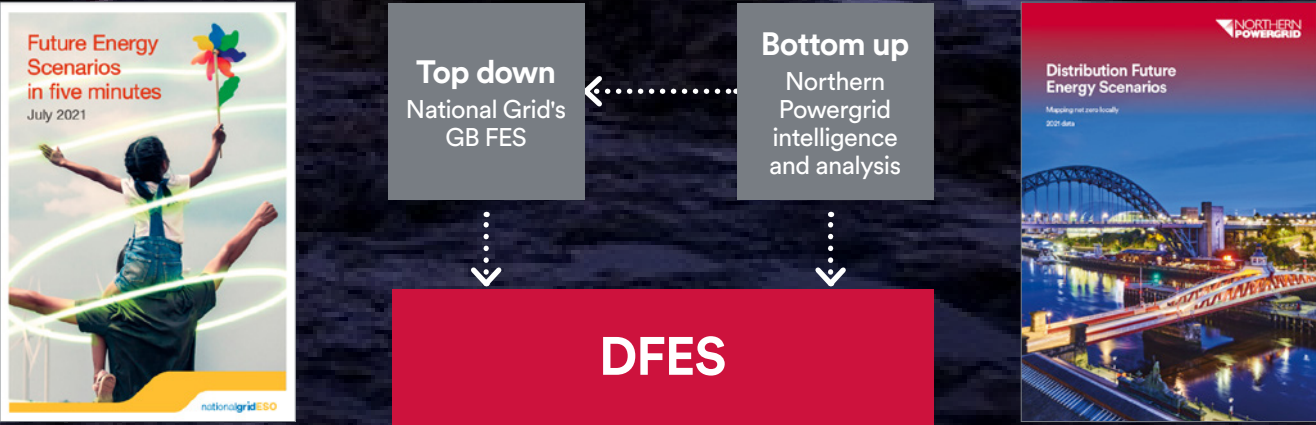 Future Energy
Scenarios
in five minutes
July 2021
nationalgridESO
Top down
National Grid's
GB FES
Bottom up
Northern
Powergrid
intelligence
and analysis
DFES
NORTHERN
POWERGRID
Distribution Future
Energy Scenarios
Mapping net zero locally
2021 data